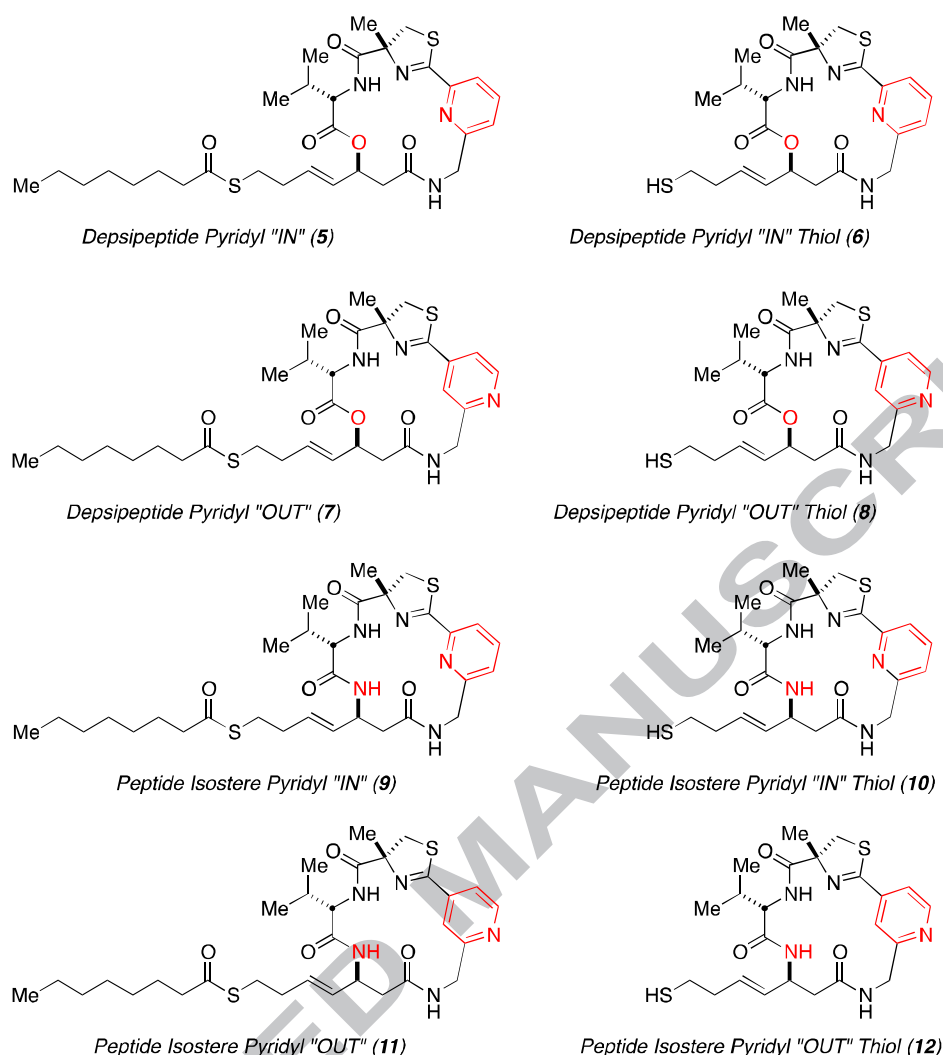 Depsipeptide Pyridyl "IN" (5)
Depsipeptide Pyridyl "IN" Thiol (6)
Depsipeptide Pyridyl "OUT" (7)
Depsipeptide Pyridyl "OUT" Thiol (8)
Peptide Isostere Pyridyl "IN" (9)
Peptide Isostere Pyridyl "IN" Thiol (10)
Peptide Isostere Pyridyl "OUT" (11)
Peptide Isostere Pyridyl "OUT" Thiol (12)